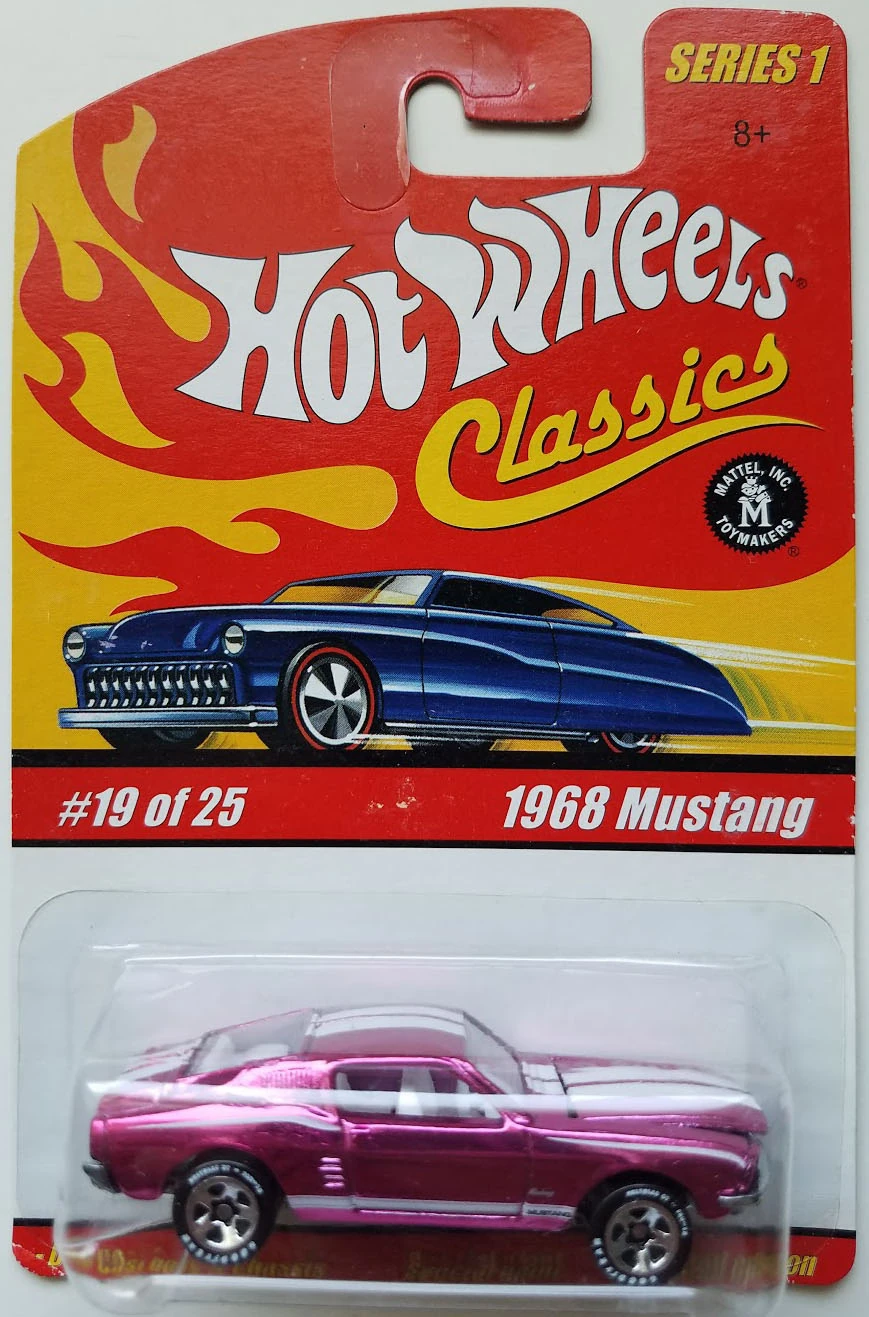 SERIES 1
8+
Hot Wheels®
Classics
MATTEL, INC.
M
TOYMAKERS
®
#19 of 25
1968 Mustang
MUSTANG